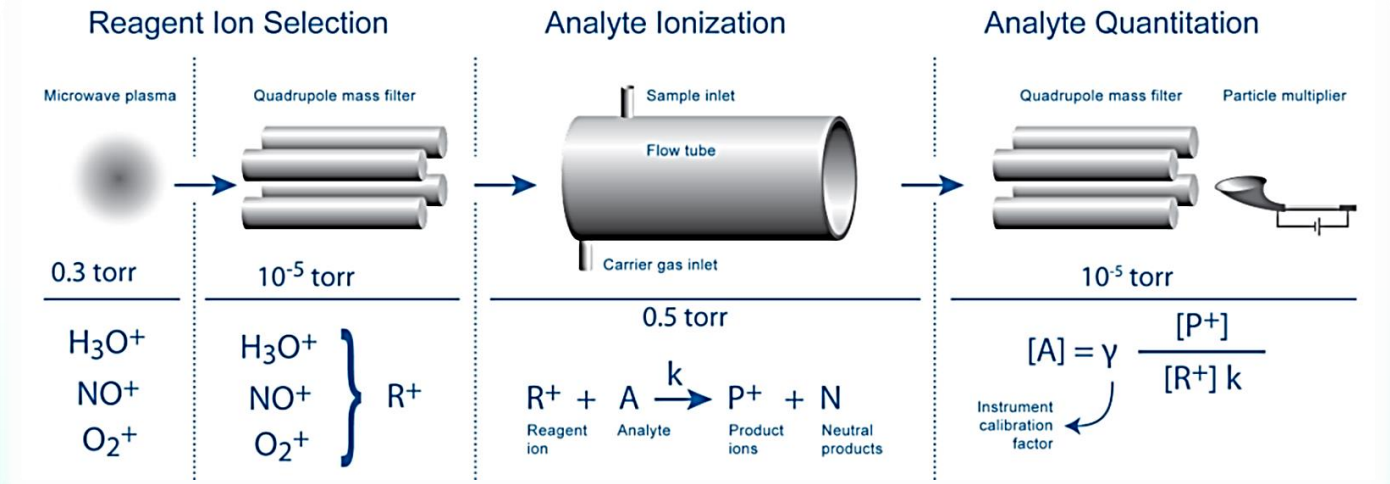 Reagent Ion Selection
Analyte Ionization
Analyte Quantitation
Microwave plasma
Quadrupole mass filter
Sample inlet
Flow tube
Carrier gas inlet
Quadrupole mass filter
Particle multiplier
0.3 torr
10⁻⁵ torr
0.5 torr
10⁻⁵ torr
H₃O⁺
NO⁺
O₂⁺
H₃O⁺
NO⁺
O₂⁺
} R⁺
k
R⁺ + A → P⁺ + N
Reagent
ion
Analyte
Product
ions
Neutral
products
[A] = γ [P⁺]
[R⁺] k
Instrument
calibration
factor